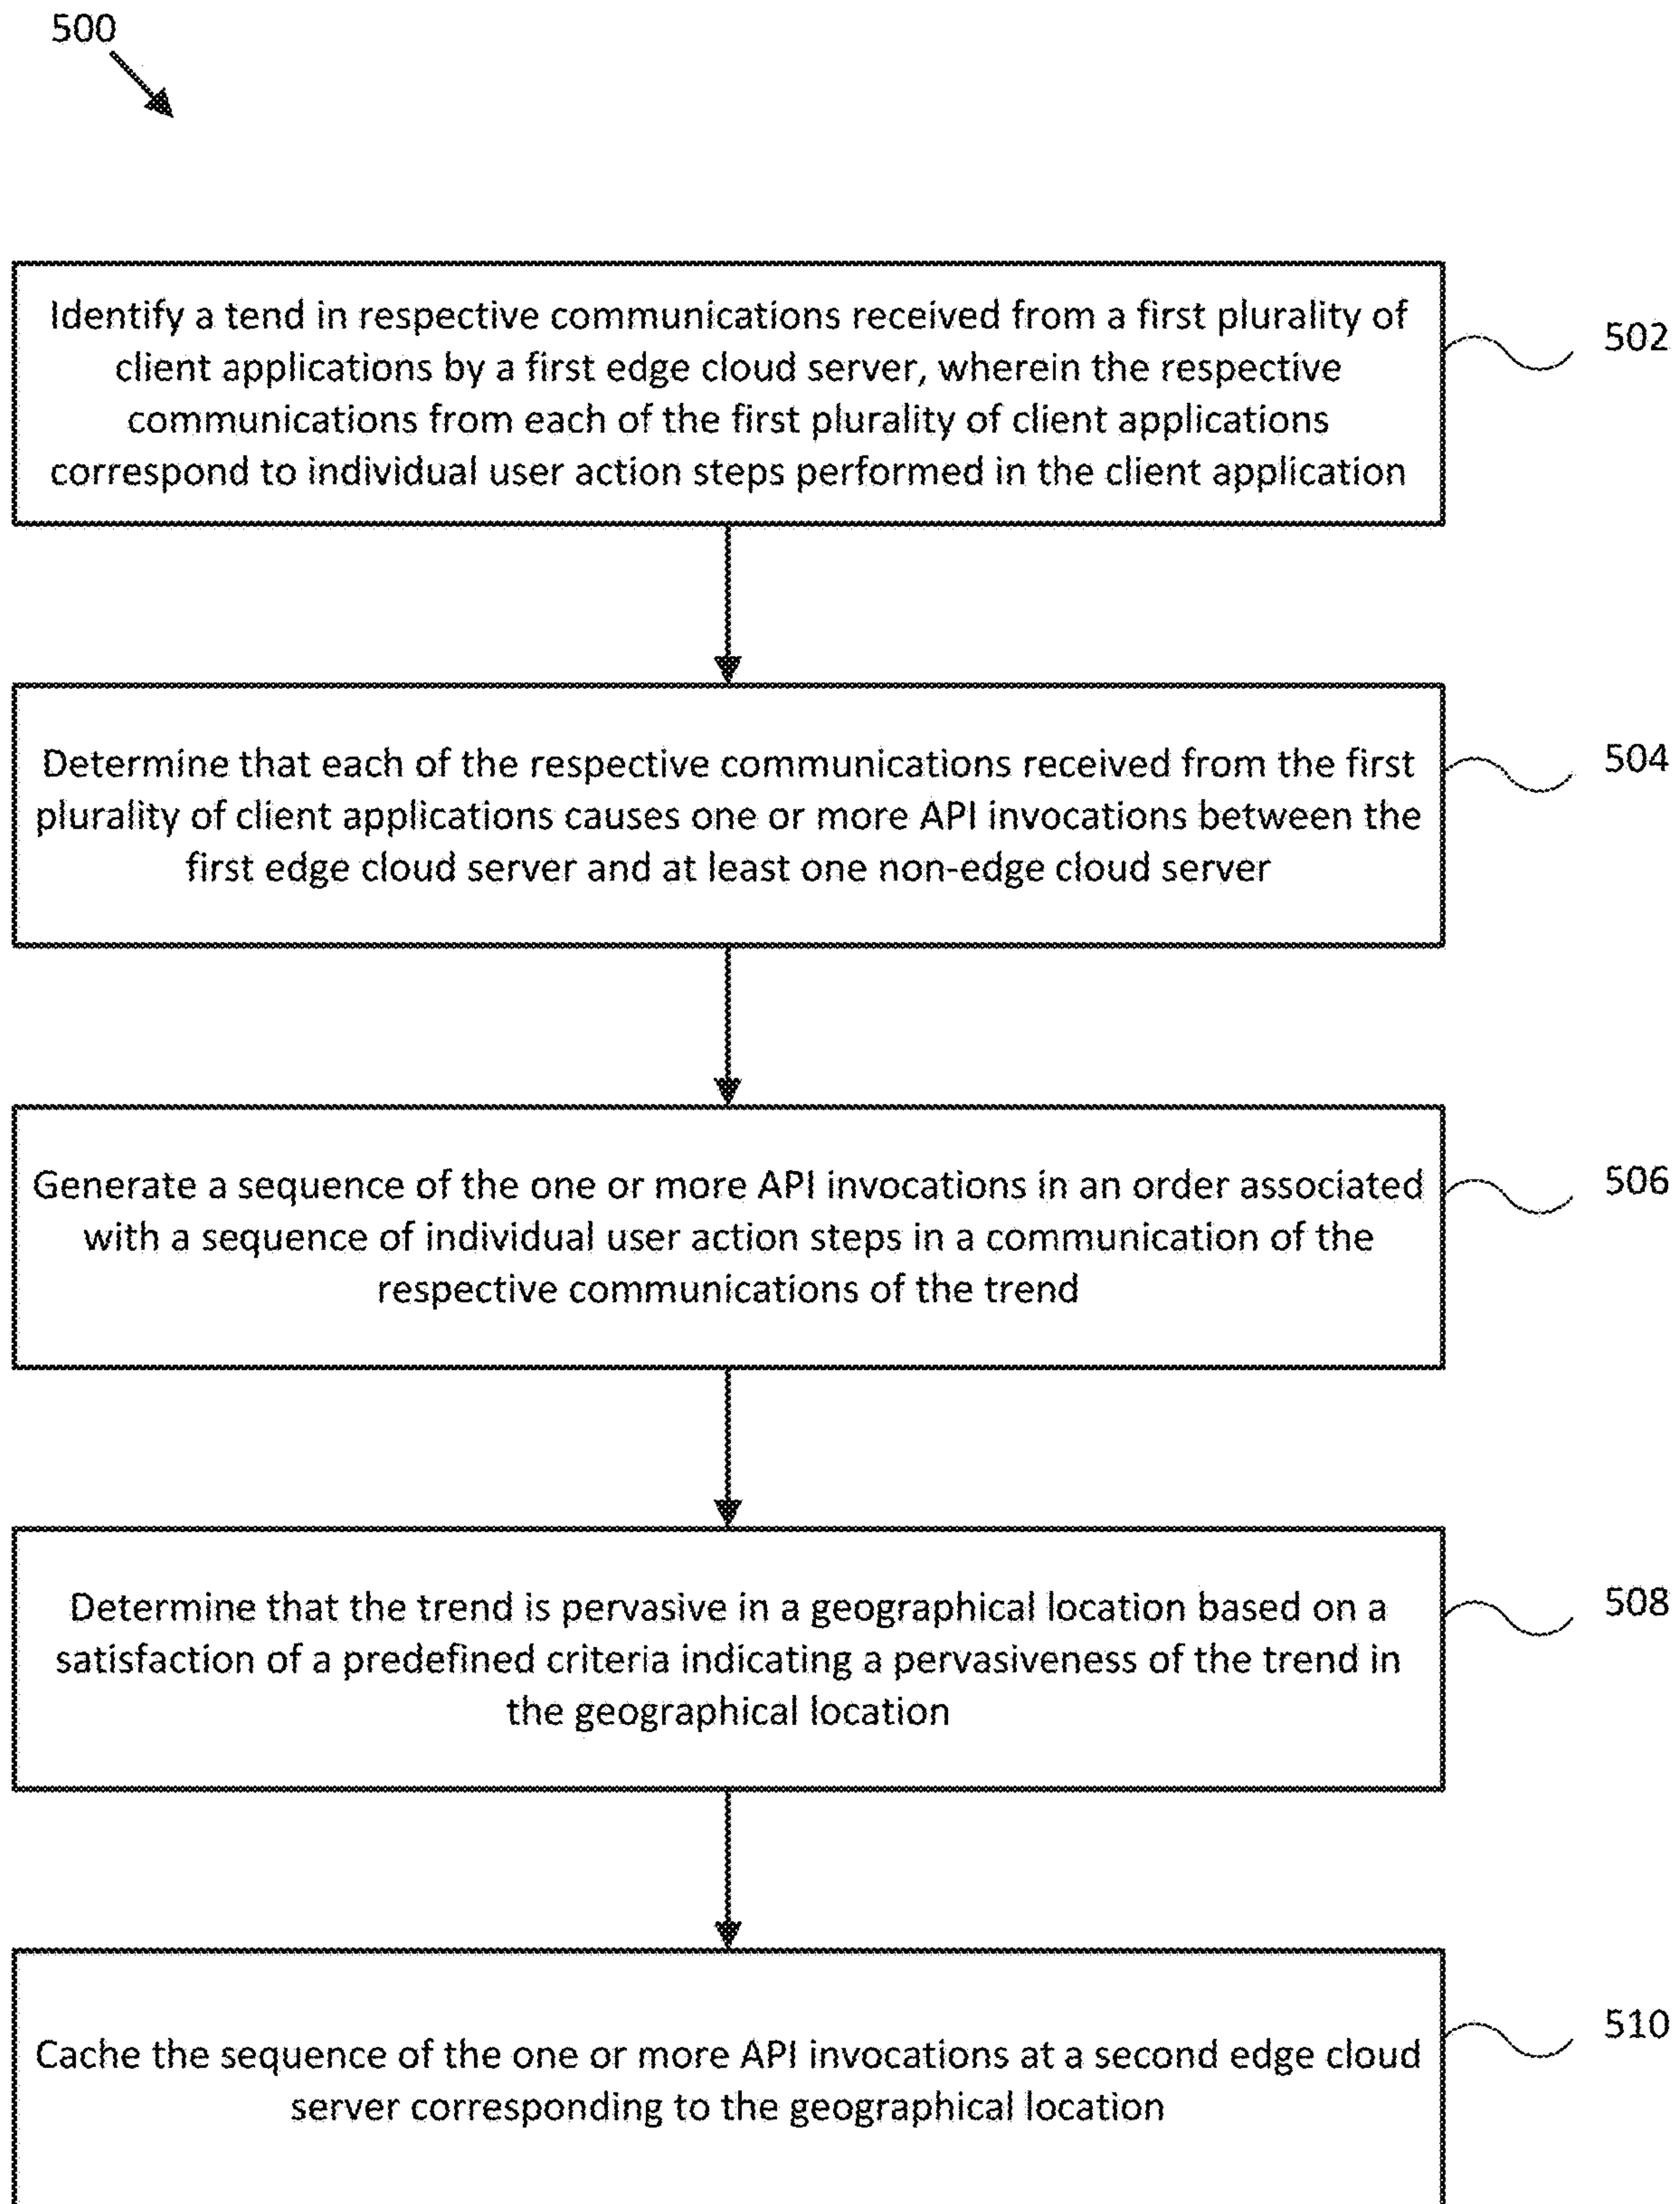 500
Identify a tend in respective communications received from a first plurality of
client applications by a first edge cloud server, wherein the respective
communications from each of the first plurality of client applications
correspond to individual user action steps performed in the client application
502
Determine that each of the respective communications received from the first
plurality of client applications causes one or more API invocations between the
first edge cloud server and at least one non-edge cloud server
504
Generate a sequence of the one or more API invocations in an order associated
with a sequence of individual user action steps in a communication of the
respective communications of the trend
506
Determine that the trend is pervasive in a geographical location based on a
satisfaction of a predefined criteria indicating a pervasiveness of the trend in
the geographical location
508
Cache the sequence of the one or more API invocations at a second edge cloud
server corresponding to the geographical location
510